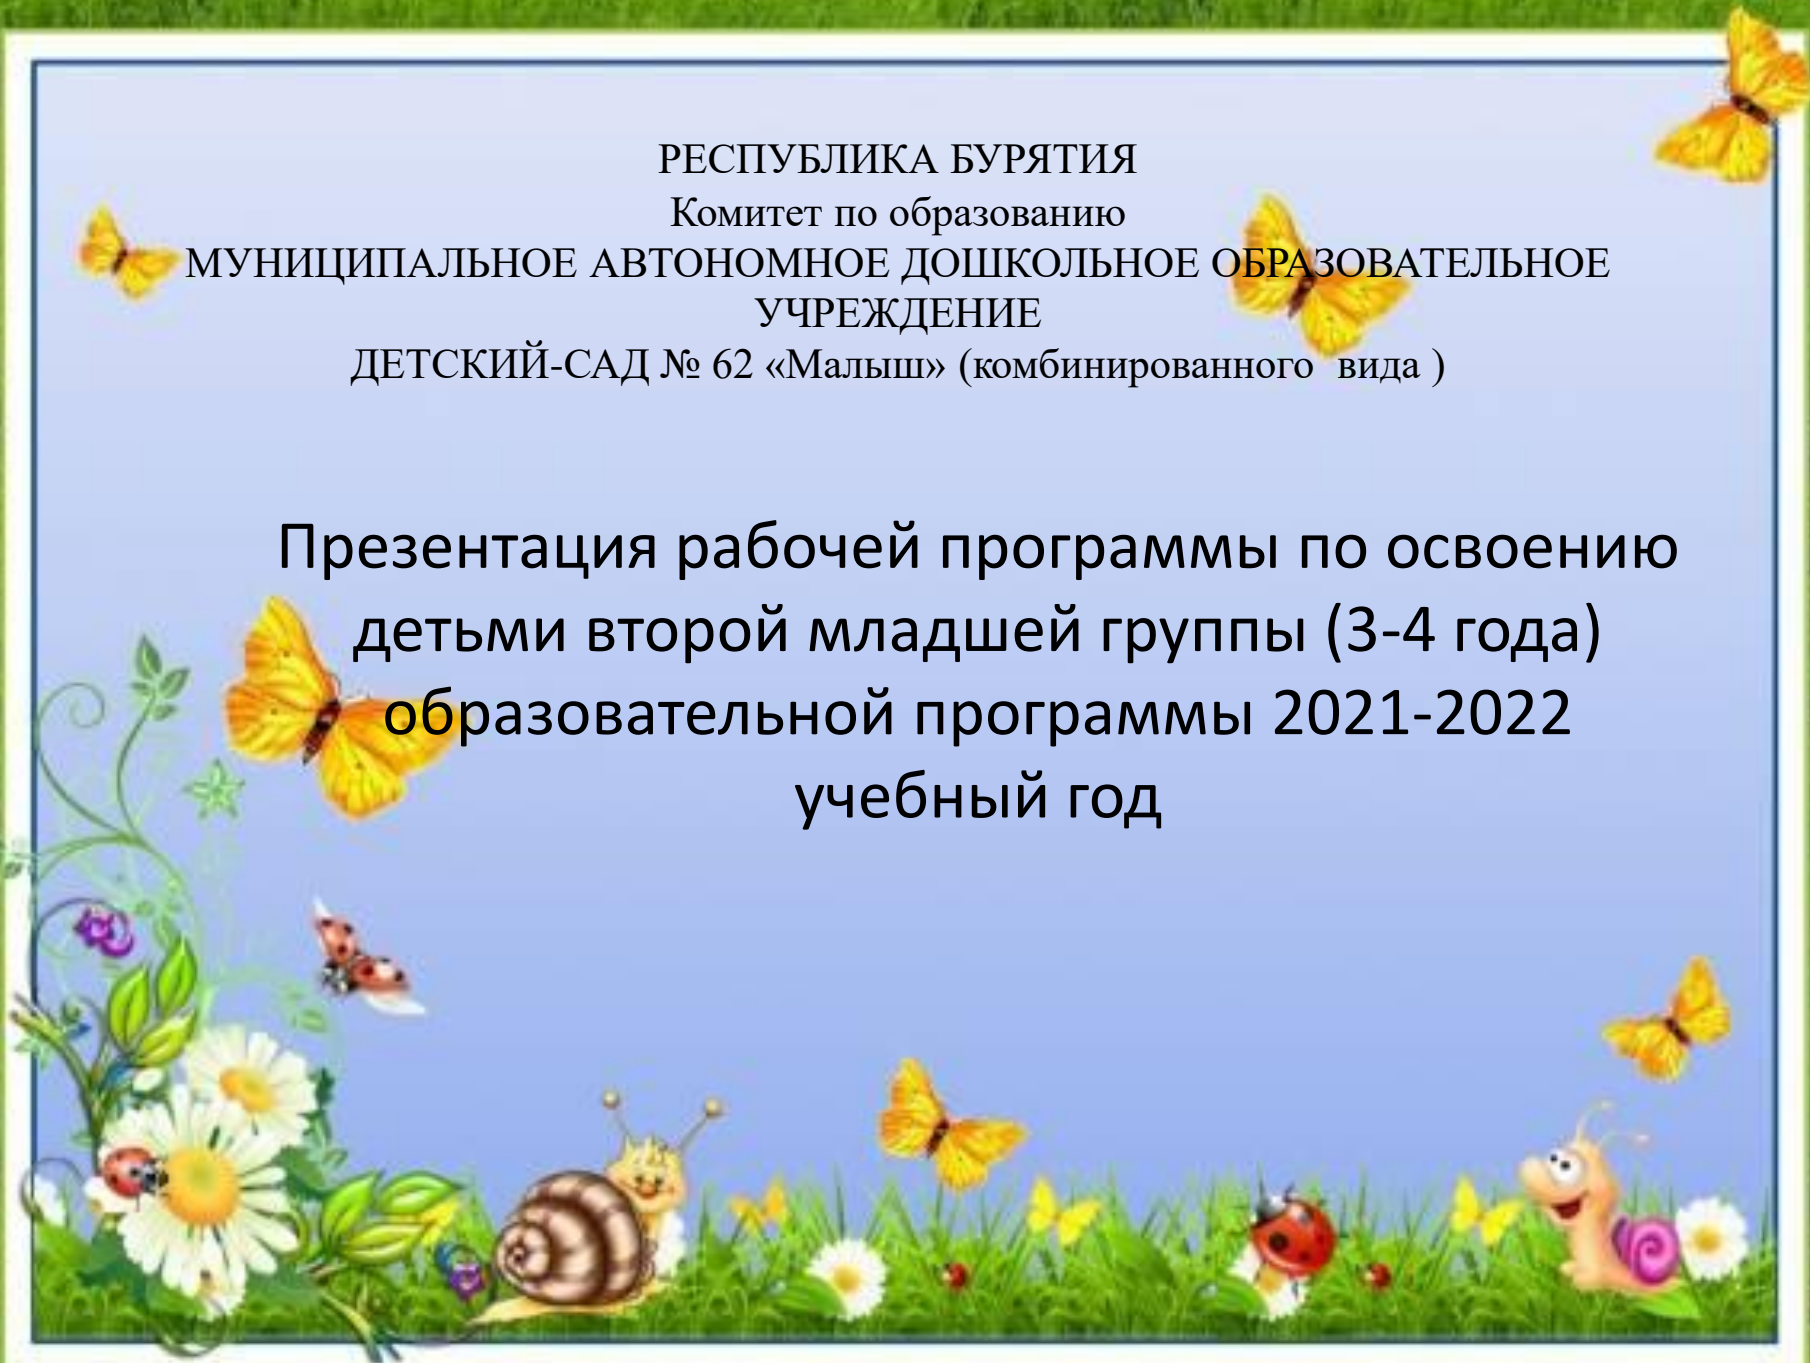 РЕСПУБЛИКА БУРЯТИЯ
Комитет по образованию
МУНИЦИПАЛЬНОЕ АВТОНОМНОЕ ДОШКОЛЬНОЕ ОБРАЗОВАТЕЛЬНОЕ
УЧРЕЖДЕНИЕ
ДЕТСКИЙ-САД № 62 «Малыш» (комбинированного вида )
Презентация рабочей программы по освоению
детьми второй младшей группы (3-4 года)
образовательной программы 2021-2022
учебный год